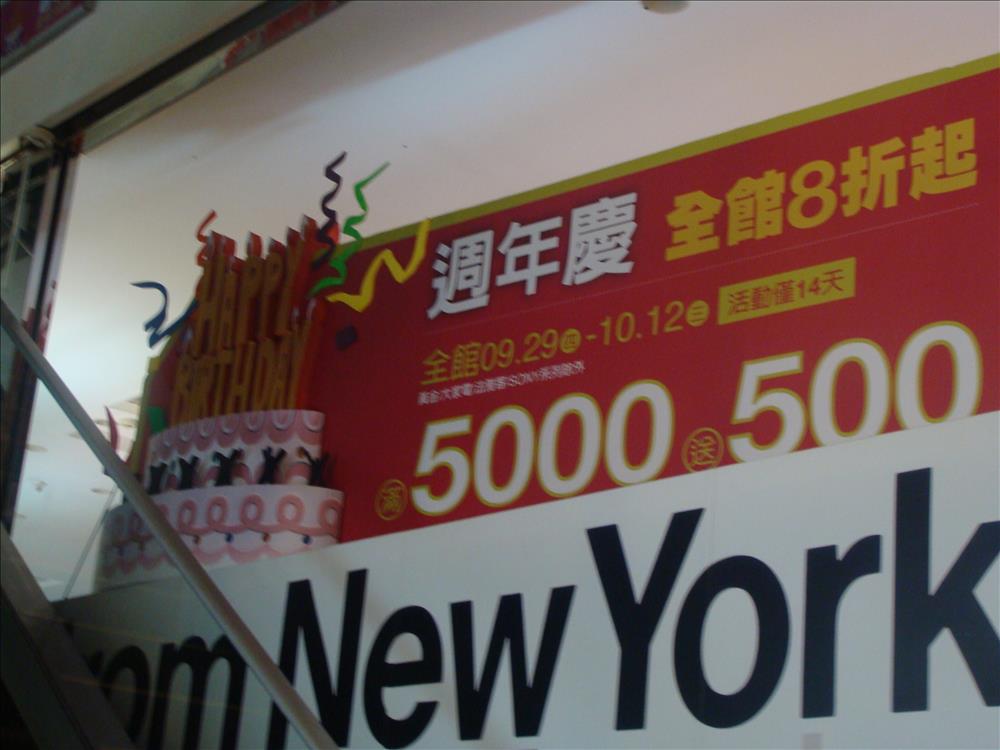 HAPPY
BIRTHDAY
週年慶 全館8折起
全館09.29四-10.12三 活動僅14天
滿5000送500
from New York